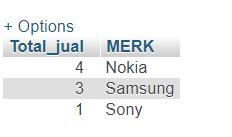 + Options
Total_jual MERK
4 Nokia
3 Samsung
1 Sony